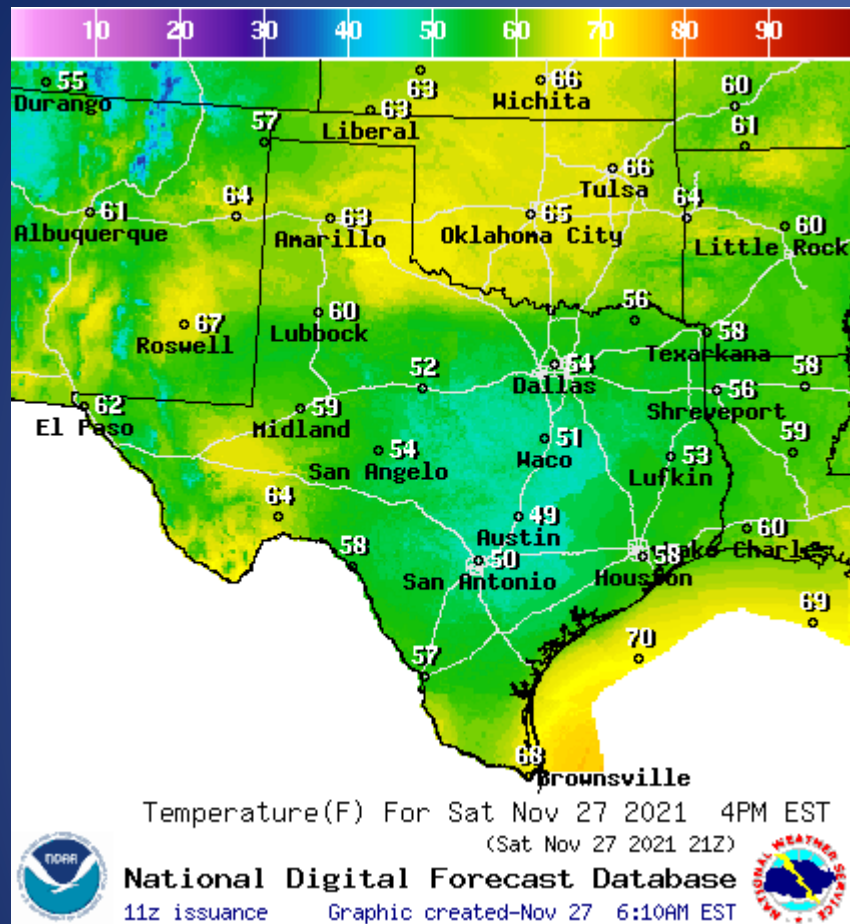 10 20 30 40 50 60 70 80 90
55
Durango
63
66
Wichita
60
63
Liberal
57
61
66
Tulsa
61
Albuquerque
64
63
Amarillo
65
Oklahoma City
64
60
Little Rock
67
Roswell
60
Lubbock
56
58
Texarkana
52
54
Dallas
56
Shreveport
58
62
El Paso
59
Midland
54
San Angelo
51
Waco
53
Lufkin
59
64
49
Austin
60
Lake Charles
58
50
San Antonio
58
Houston
57
70
69
68
Brownsville
Temperature(F) For Sat Nov 27 2021 4PM EST
(Sat Nov 27 2021 21Z)
National Digital Forecast Database
11z issuance Graphic created-Nov 27 6:10AM EST
NOAA
NATIONAL WEATHER SERVICE